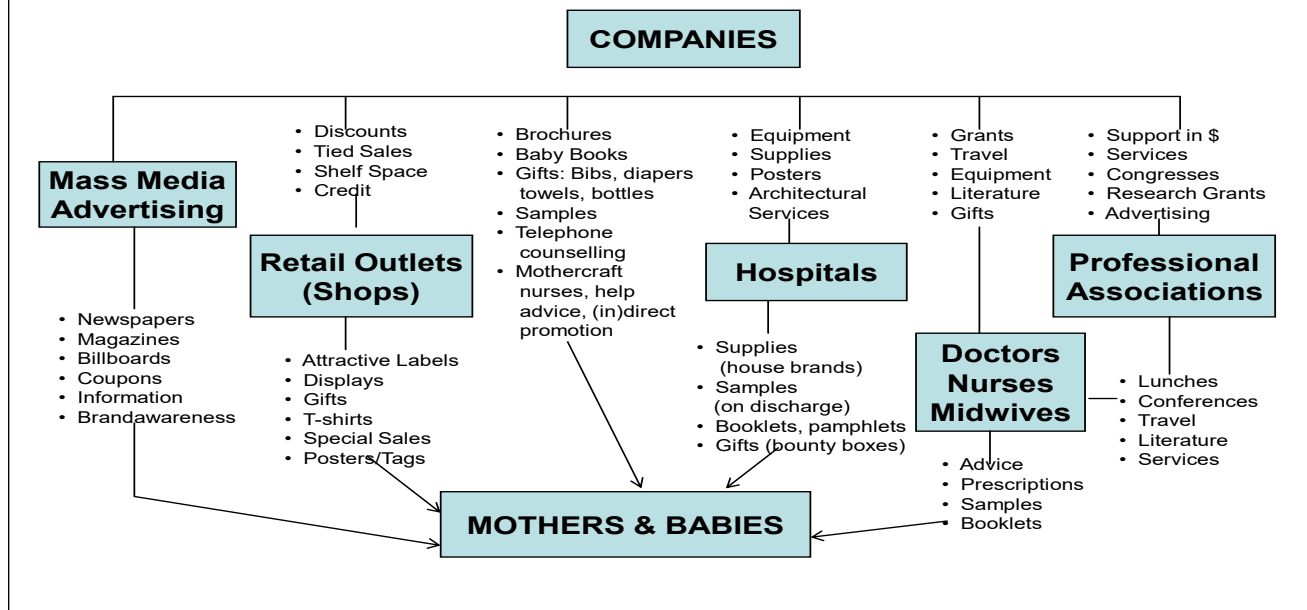 COMPANIES
• Discounts
• Tied Sales
• Shelf Space
• Credit
• Brochures
• Baby Books
• Gifts: Bibs, diapers
towels, bottles
• Samples
• Telephone
counselling
• Mothercraft
nurses, help
advice, (in)direct
promotion
• Equipment
• Supplies
• Posters
• Architectural
Services
• Grants
• Travel
• Equipment
• Literature
• Gifts
• Support in $
• Services
• Congresses
• Research Grants
• Advertising
Mass Media
Advertising
Retail Outlets
(Shops)
Hospitals
Professional
Associations
Doctors
Nurses
Midwives
• Newspapers
• Magazines
• Billboards
• Coupons
• Information
• Brandawareness
• Attractive Labels
• Displays
• Gifts
• T-shirts
• Special Sales
• Posters/Tags
• Supplies
(house brands)
• Samples
(on discharge)
• Booklets, pamphlets
• Gifts (bounty boxes)
• Lunches
• Conferences
• Travel
• Literature
• Services
• Advice
• Prescriptions
• Samples
• Booklets
MOTHERS & BABIES